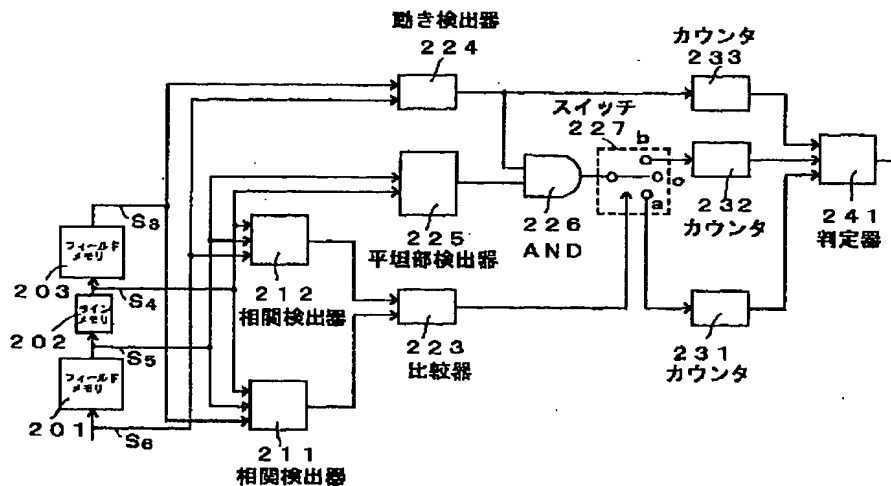 動き検出器
224
カウンタ
233
スイッチ
227
b
c
a
232
カウンタ
241
判定器
226
AND
225
平坦部検出器
S3
フィールド
メモリ
203
S4
212
相関検出器
ライン
メモリ
202
S5
223
比較器
231
カウンタ
フィールド
メモリ
201
S6
211
相関検出器